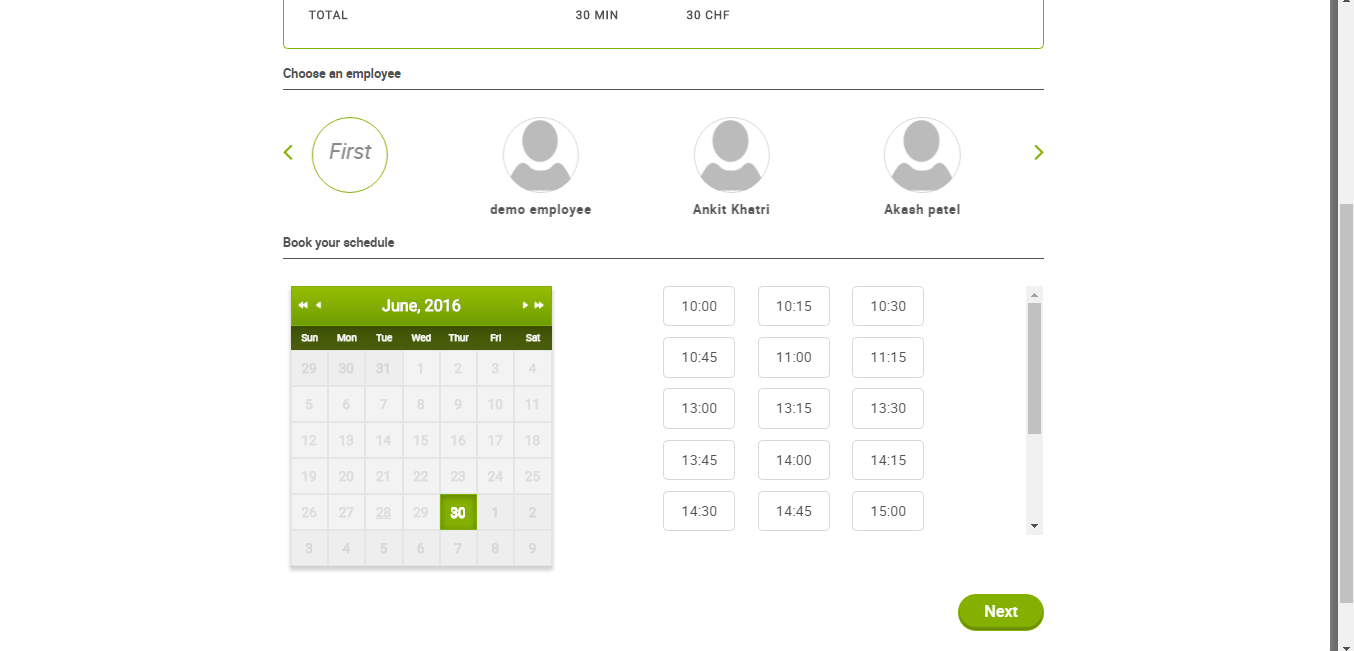 TOTAL 30 MIN 30 CHF
Choose an employee
First
demo employee Ankit Khatri Akash patel
Book your schedule
June, 2016
Sun Mon Tue Wed Thur Fri Sat
29 30 31 1 2 3 4
5 6 7 8 9 10 11
12 13 14 15 16 17 18
19 20 21 22 23 24 25
26 27 28 29 30 1 2
3 4 5 6 7 8 9
10:00 10:15 10:30
10:45 11:00 11:15
13:00 13:15 13:30
13:45 14:00 14:15
14:30 14:45 15:00
Next